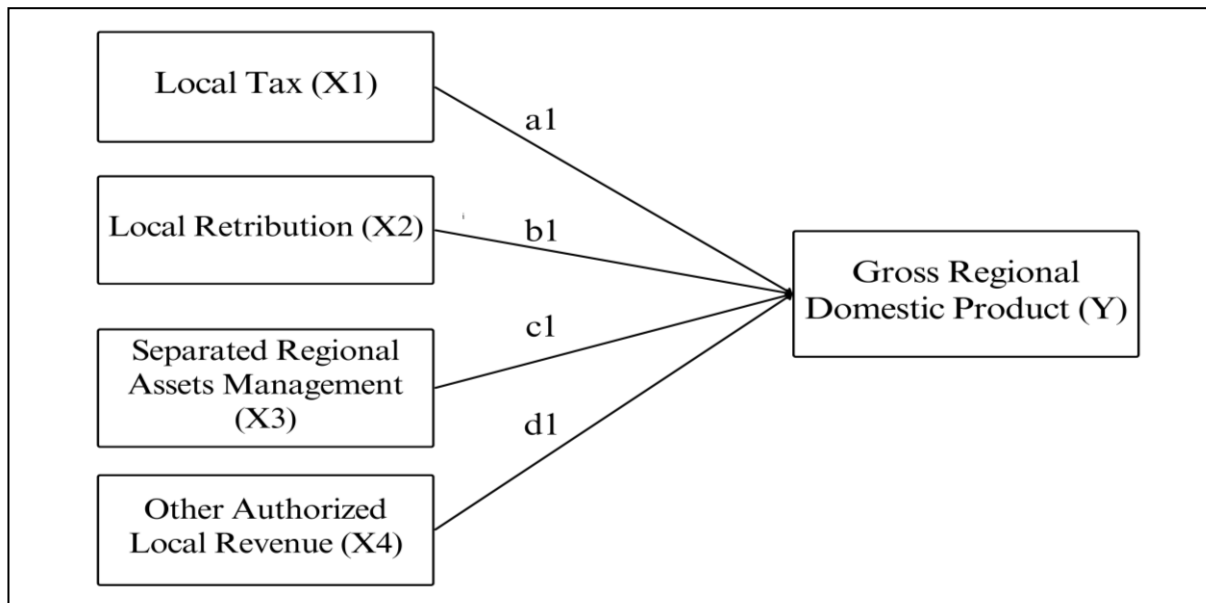 Local Tax (X1)
a1
Local Retribution (X2)
b1
Separated Regional
Assets Management
(X3)
c1
Other Authorized
Local Revenue (X4)
d1
Gross Regional
Domestic Product (Y)